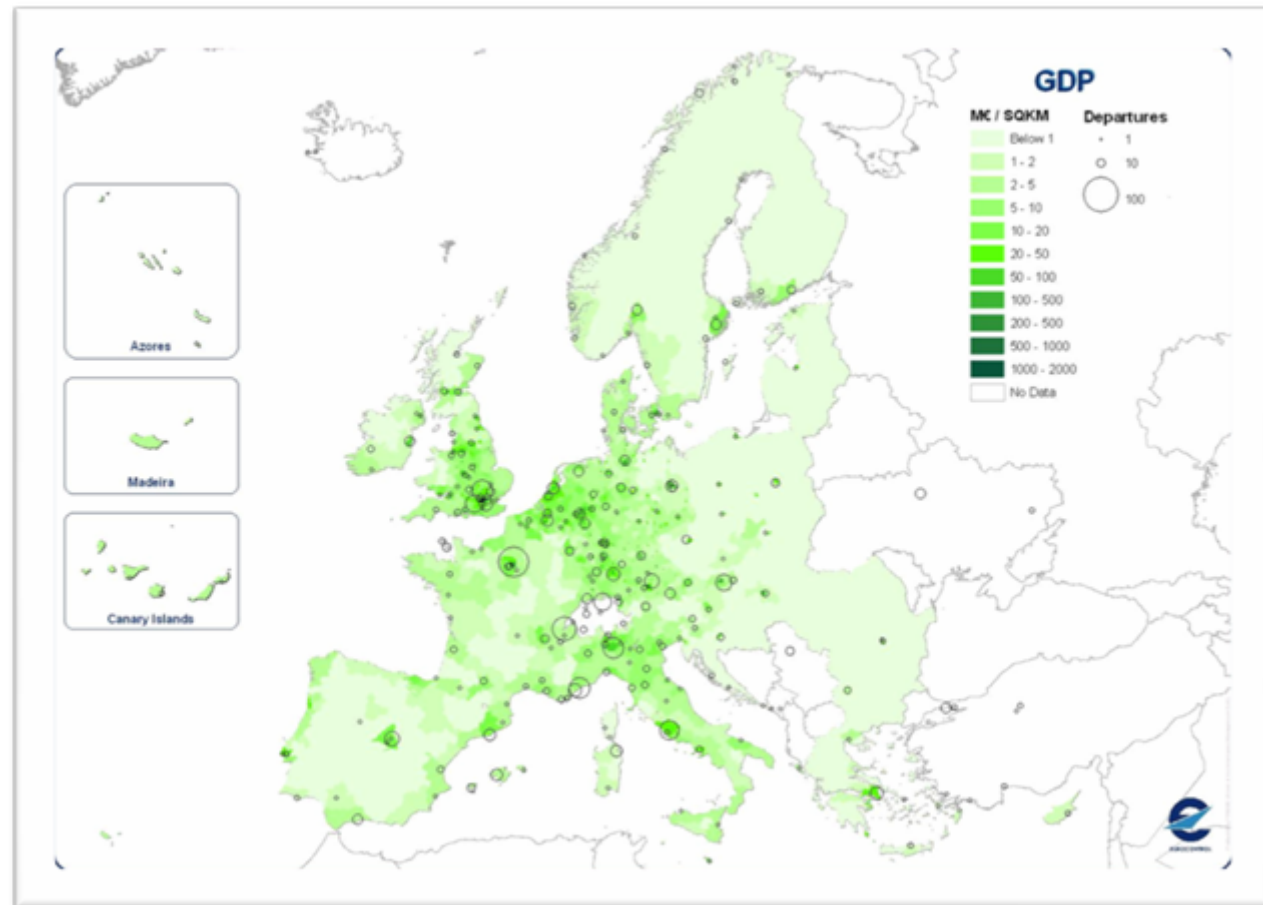 GDP
M€ / SQKM
Below 1
1 - 2
2 - 5
5 - 10
10 - 20
20 - 50
50 - 100
100 - 500
200 - 500
500 - 1000
1000 - 2000
No Data
Departures
1
10
100
Azores
Madeira
Canary Islands
EUROCONTROL